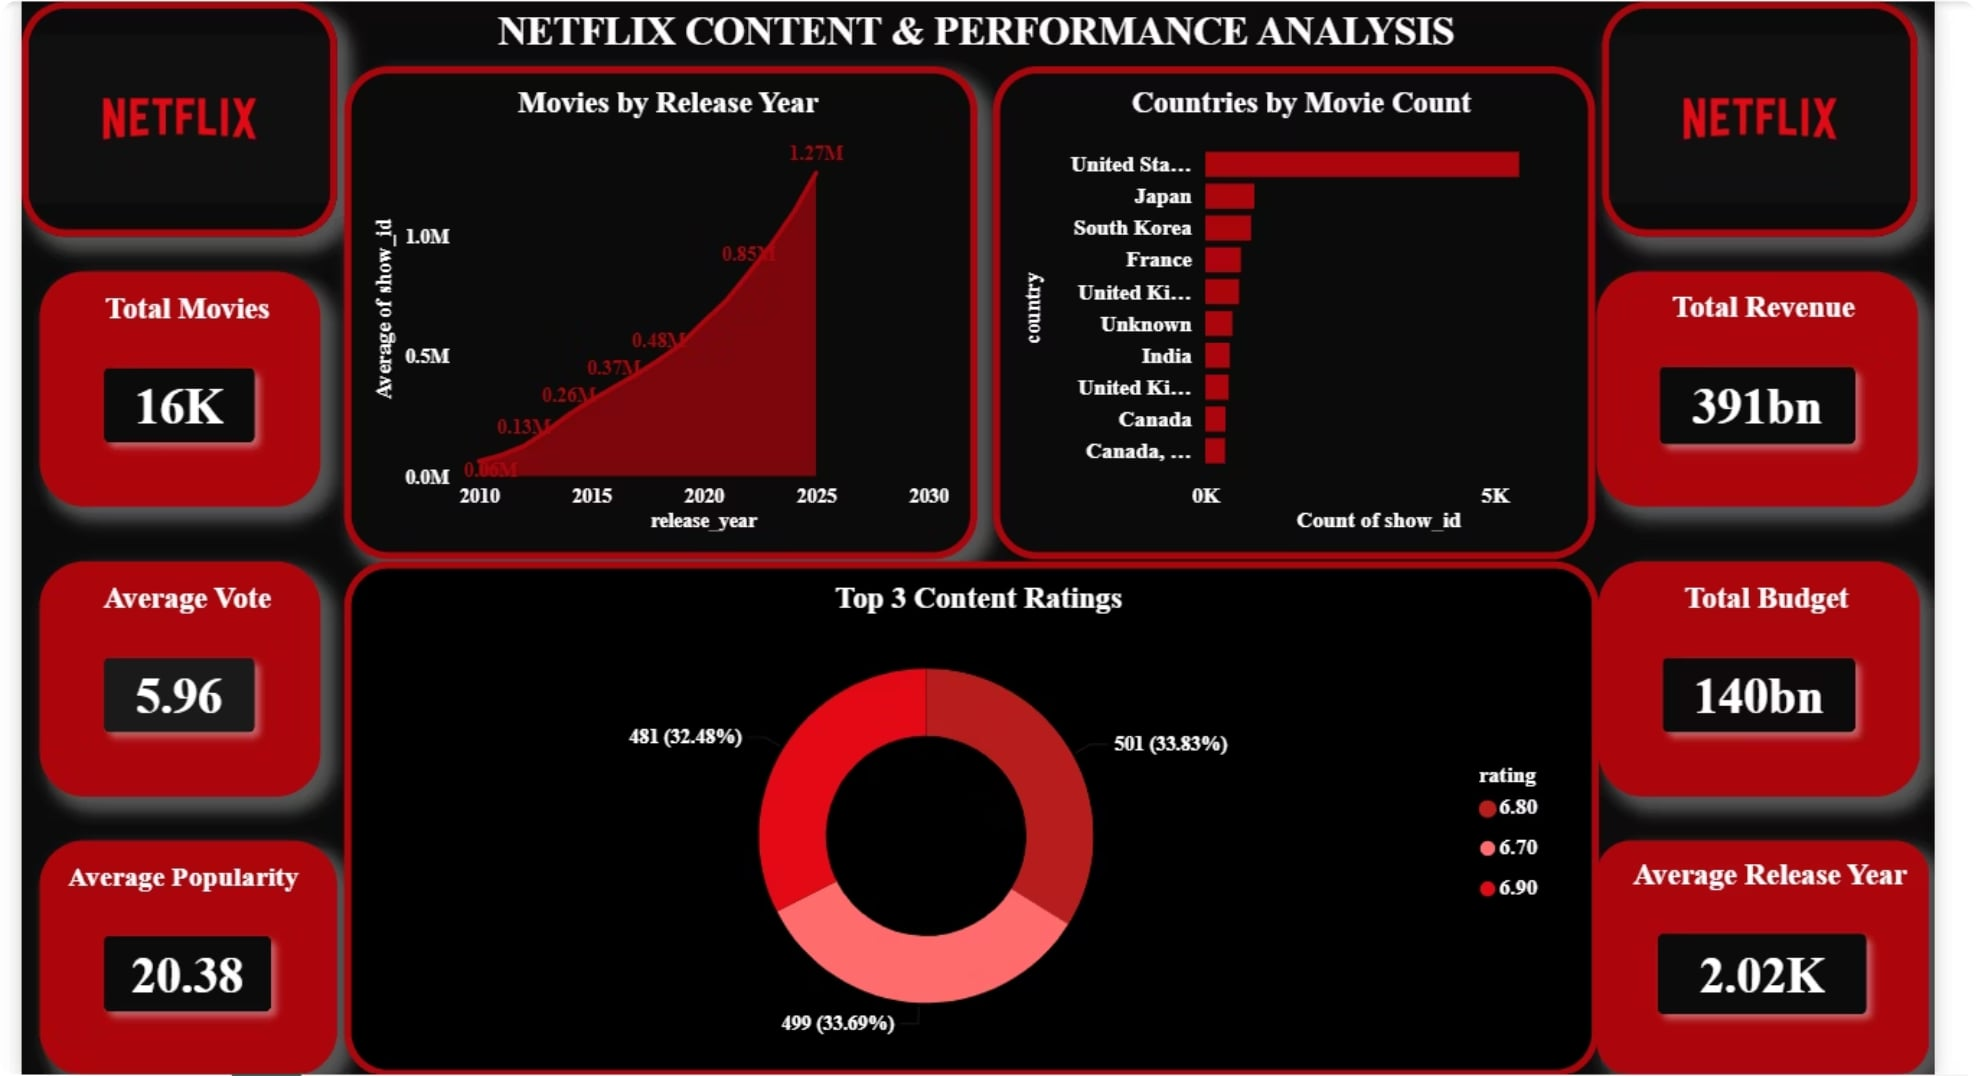 NETFLIX CONTENT & PERFORMANCE ANALYSIS
NETFLIX
NETFLIX
Total Movies
16K
Average Vote
5.96
Average Popularity
20.38
Movies by Release Year
Average of show_id
1.0M
0.5M
0.0M
0.06M
0.13M
0.26M
0.37M
0.48M
0.85M
1.27M
2010
2015
2020
2025
2030
release_year
Countries by Movie Count
country
United Sta...
Japan
South Korea
France
United Ki...
Unknown
India
United Ki...
Canada
Canada, ...
0K
5K
Count of show_id
Top 3 Content Ratings
481 (32.48%)
501 (33.83%)
499 (33.69%)
rating
6.80
6.70
6.90
Total Revenue
391bn
Total Budget
140bn
Average Release Year
2.02K